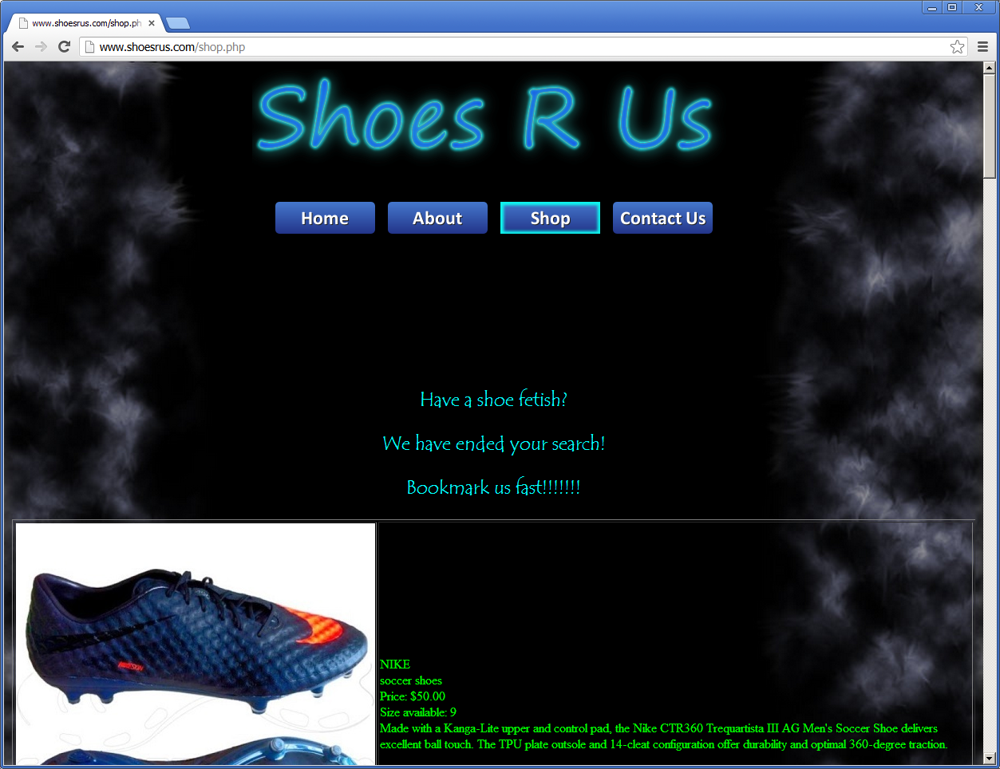 www.shoesrus.com/shop.ph
www.shoesrus.com/shop.php
Shoes R Us
Home About Shop Contact Us
Have a shoe fetish?
We have ended your search!
Bookmark us fast!!!!!!!
NIKE
soccer shoes
Price: $50.00
Size available: 9
Made with a Kanga-Lite upper and control pad, the Nike CTR360 Trequartista III AG Men's Soccer Shoe delivers
excellent ball touch. The TPU plate outsole and 14-cleat configuration offer durability and optimal 360-degree traction.